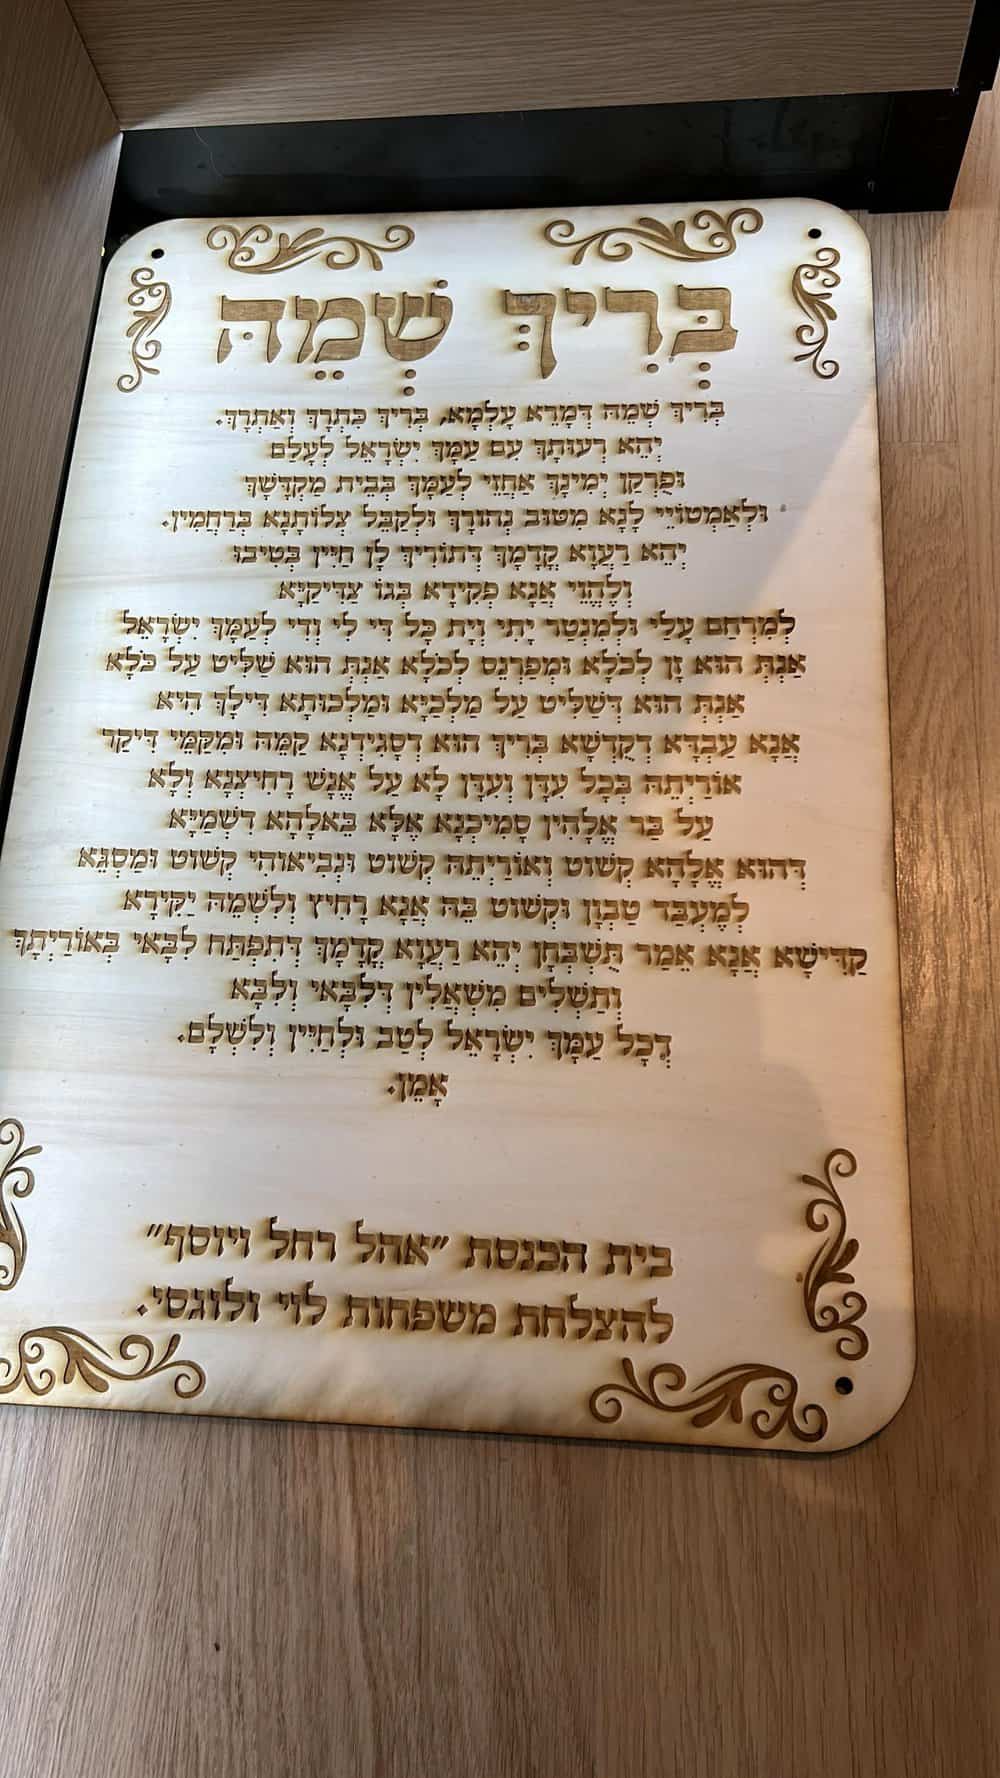 בְּרִיךְ שְׁמֵהּ
בְּרִיךְ שְׁמֵהּ דְּמָרֵא עָלְמָא, בְּרִיךְ כִּתְרָךְ וְאַתְרָךְ.
יְהֵא רְעוּתָךְ עִם עַמָּךְ יִשְׂרָאֵל לְעָלַם
וּפֻרְקַן יְמִינָךְ אַחֲזֵי לְעַמָּךְ בְּבֵית מִקְדָּשָׁךְ
וּלְאַמְטוֹיֵי לָנָא מִטּוּב נְהוֹרָךְ וּלְקַבֵּל צְלוֹתָנָא בְּרַחֲמִין.
יְהֵא רַעֲוָא קֳדָמָךְ דְּתוֹרִיךְ לָן חַיִּין בְּטִיבוּ
וְלֶהֱוֵי אֲנָא פְקִידָא בְּגוֹ צַדִּיקַיָּא
לְמִרְחַם עָלַי וּלְמִנְטַר יָתִי וְיָת כָּל דִּי לִי וְדִי לְעַמָּךְ יִשְׂרָאֵל
אַנְתְּ הוּא זָן לְכֹלָּא וּמְפַרְנֵס לְכֹלָּא אַנְתְּ הוּא שַׁלִּיט עַל כֹּלָּא
אַנְתְּ הוּא דְּשַׁלִּיט עַל מַלְכַיָּא וּמַלְכוּתָא דִּילָךְ הִיא
אֲנָא עַבְדָּא דְקֻדְשָׁא בְּרִיךְ הוּא דְּסָגִידְנָא קַמֵּהּ וּמִקַּמֵּי דִּיקַר
אוֹרַיְתֵהּ בְּכָל עִדָּן וְעִדָּן לָא עַל אֱנָשׁ רָחִיצְנָא וְלָא
עַל בַּר אֱלָהִין סָמִיכְנָא אֶלָּא בֵּאלָהָא דִשְׁמַיָּא
דְּהוּא אֱלָהָא קְשׁוֹט וְאוֹרַיְתֵהּ קְשׁוֹט וּנְבִיאוֹהִי קְשׁוֹט וּמַסְגֵּא
לְמֶעְבַּד טַבְוָן וּקְשׁוֹט בֵּהּ אֲנָא רָחִיץ וְלִשְׁמֵהּ יַקִּירָא
קַדִּישָׁא אֲנָא אֵמַר תֻּשְׁבְּחָן יְהֵא רַעֲוָא קֳדָמָךְ דְּתִפְתַּח לִבָּאי בְּאוֹרַיְתָךְ
וְתַשְׁלִים מִשְׁאֲלִין דְּלִבָּאי וְלִבָּא
דְכָל עַמָּךְ יִשְׂרָאֵל לְטַב וּלְחַיִּין וְלִשְׁלָם.
אָמֵן.
בית הכנסת "אהל רחל ויוסף"
להצלחת משפחות לוי ולוגסי.